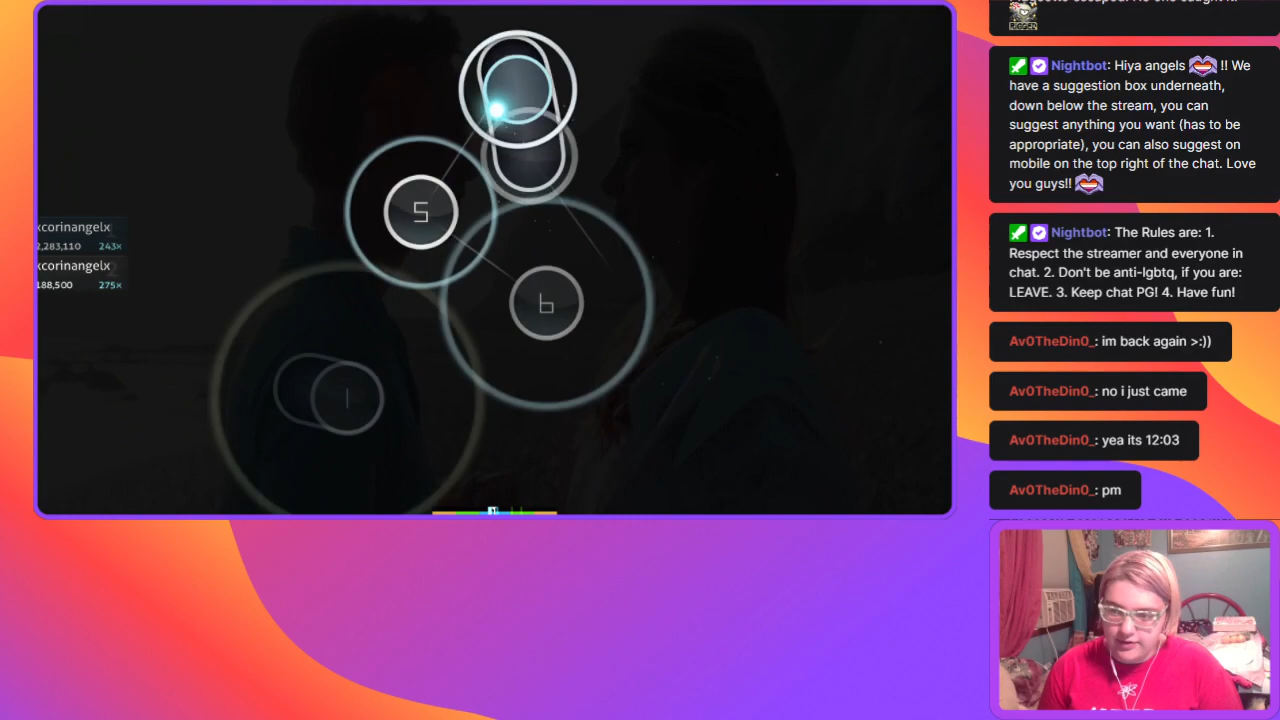 Nightbot: Hiya angels !! We
have a suggestion box underneath,
down below the stream, you can
suggest anything you want (has to be
appropriate), you can also suggest on
mobile on the top right of the chat. Love
you guys!!
Nightbot: The Rules are: 1.
Respect the streamer and everyone in
chat. 2. Don't be anti-lgbtq, if you are:
LEAVE. 3. Keep chat PG! 4. Have fun!
Av0TheDin0_: im back again >:))
Av0TheDin0_: no i just came
Av0TheDin0_: yea its 12:03
Av0TheDin0_: pm
xcorinangelx
2,283,110 243x
xcorinangelx
188,500 275x
5
6
1